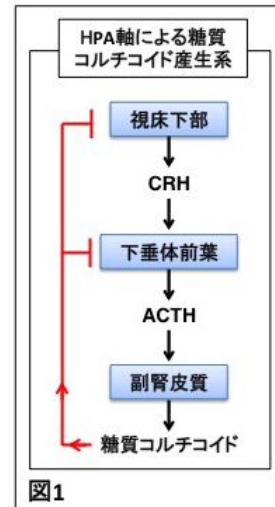 HPA軸による糖質
コルチコイド産生系
視床下部
CRH
下垂体前葉
ACTH
副腎皮質
糖質コルチコイド
図1